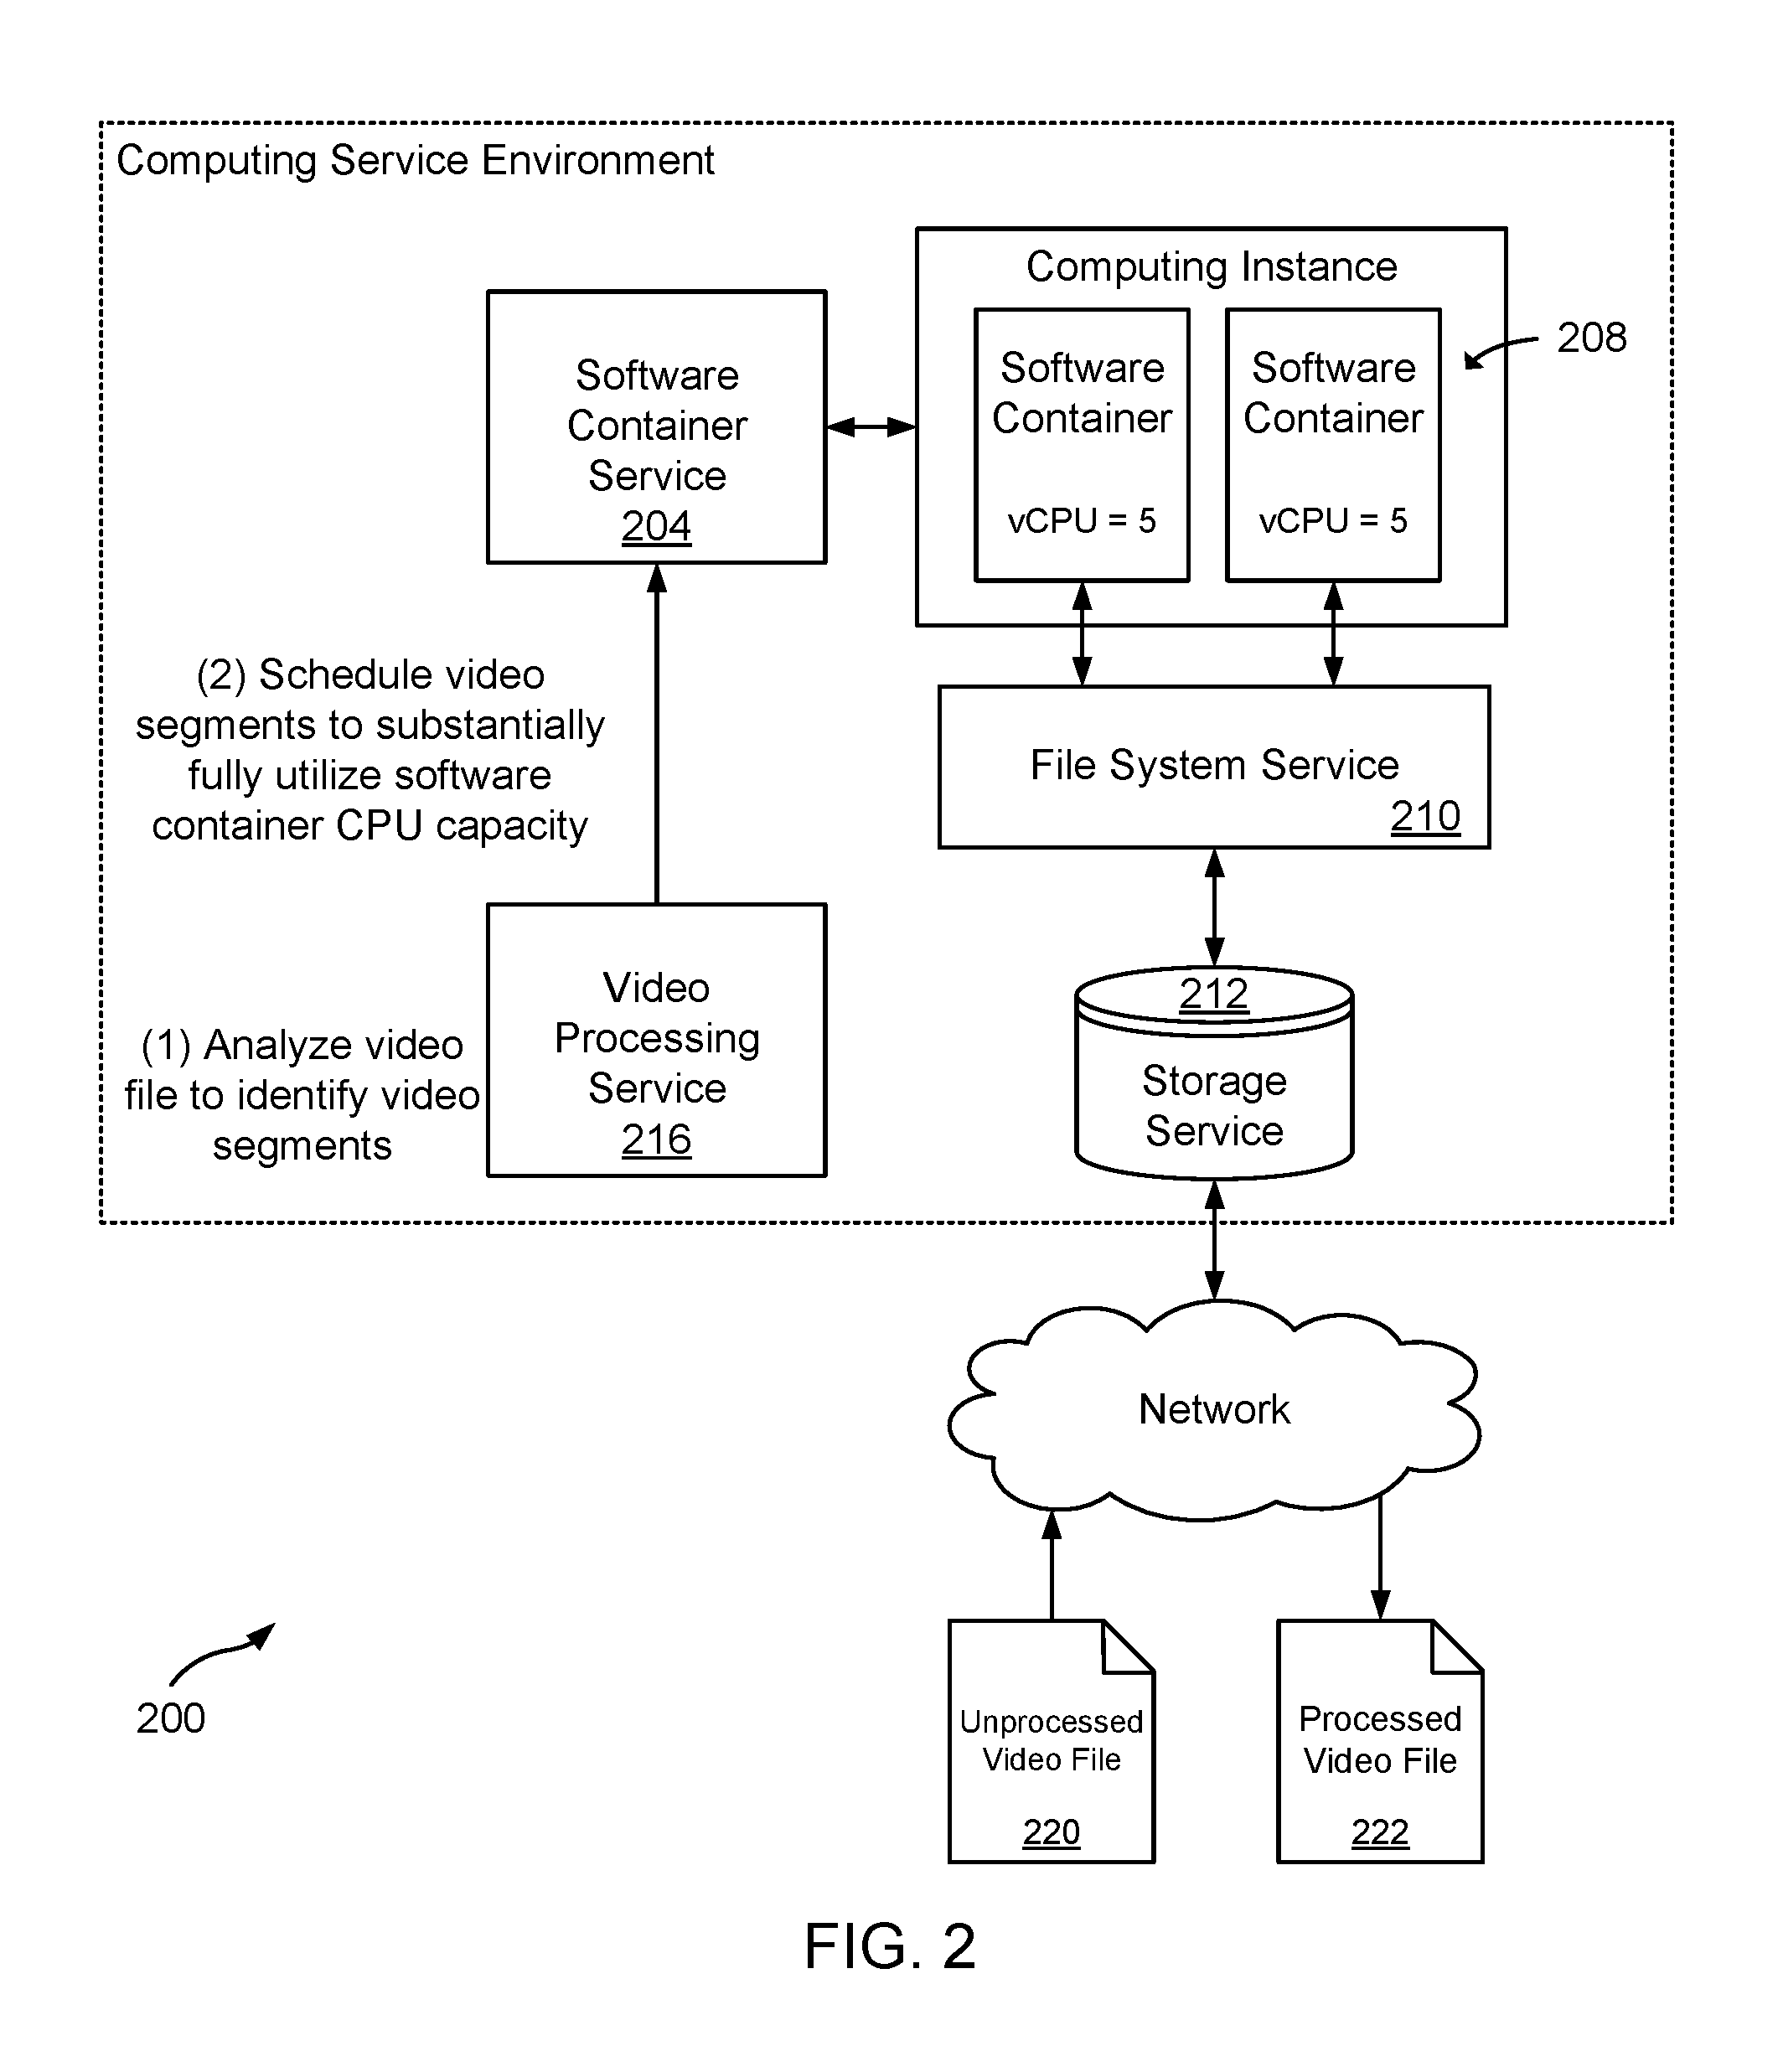 Computing Service Environment
Computing Instance
Software
Container
vCPU = 5
Software
Container
vCPU = 5
208
Software
Container
Service
204
(2) Schedule video
segments to substantially
fully utilize software
container CPU capacity
File System Service
210
Video
Processing
Service
216
(1) Analyze video
file to identify video
segments
212
Storage
Service
Network
200
Unprocessed
Video File
220
Processed
Video File
222
FIG. 2